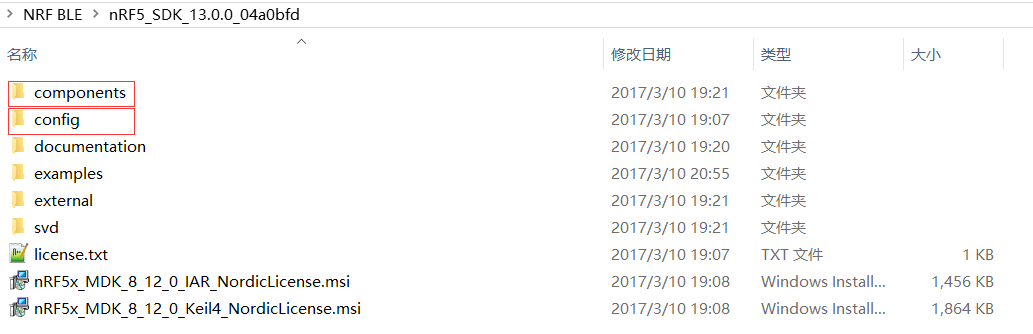 NRF BLE > nRF5_SDK_13.0.0_04a0bfd
名称 修改日期 类型 大小
components 2017/3/10 19:21 文件夹
config 2017/3/10 19:07 文件夹
documentation 2017/3/10 19:20 文件夹
examples 2017/3/10 20:55 文件夹
external 2017/3/10 19:21 文件夹
svd 2017/3/10 19:21 文件夹
license.txt 2017/3/10 19:07 TXT 文件 1 KB
nRF5x_MDK_8_12_0_IAR_NordicLicense.msi 2017/3/10 19:08 Windows Install... 1,456 KB
nRF5x_MDK_8_12_0_Keil4_NordicLicense.msi 2017/3/10 19:08 Windows Install... 1,864 KB